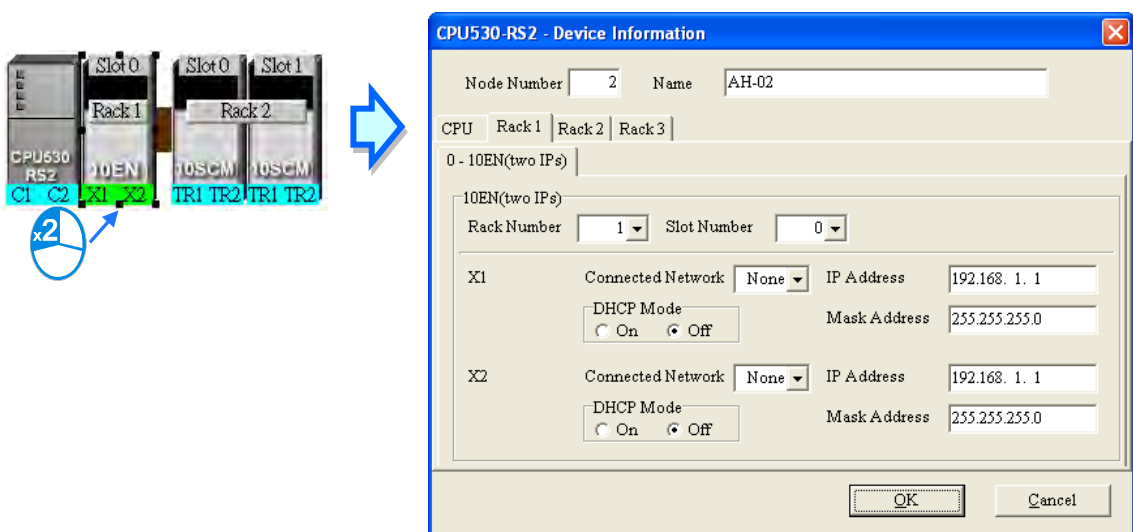 Slot 0 Slot 0 Slot 1
Rack 1 Rack 2
CPU530
RS2
10EN 10SCM 10SCM
C1 C2 X1 X2 TR1 TR2 TR1 TR2
x2
CPU530-RS2 - Device Information
Node Number 2 Name AH-02
CPU Rack 1 Rack 2 Rack 3
0 - 10EN(two IPs)
10EN(two IPs)
Rack Number 1 Slot Number 0
X1 Connected Network None IP Address 192.168. 1. 1
DHCP Mode
On Off
Mask Address 255.255.255.0
X2 Connected Network None IP Address 192.168. 1. 1
DHCP Mode
On Off
Mask Address 255.255.255.0
OK Cancel